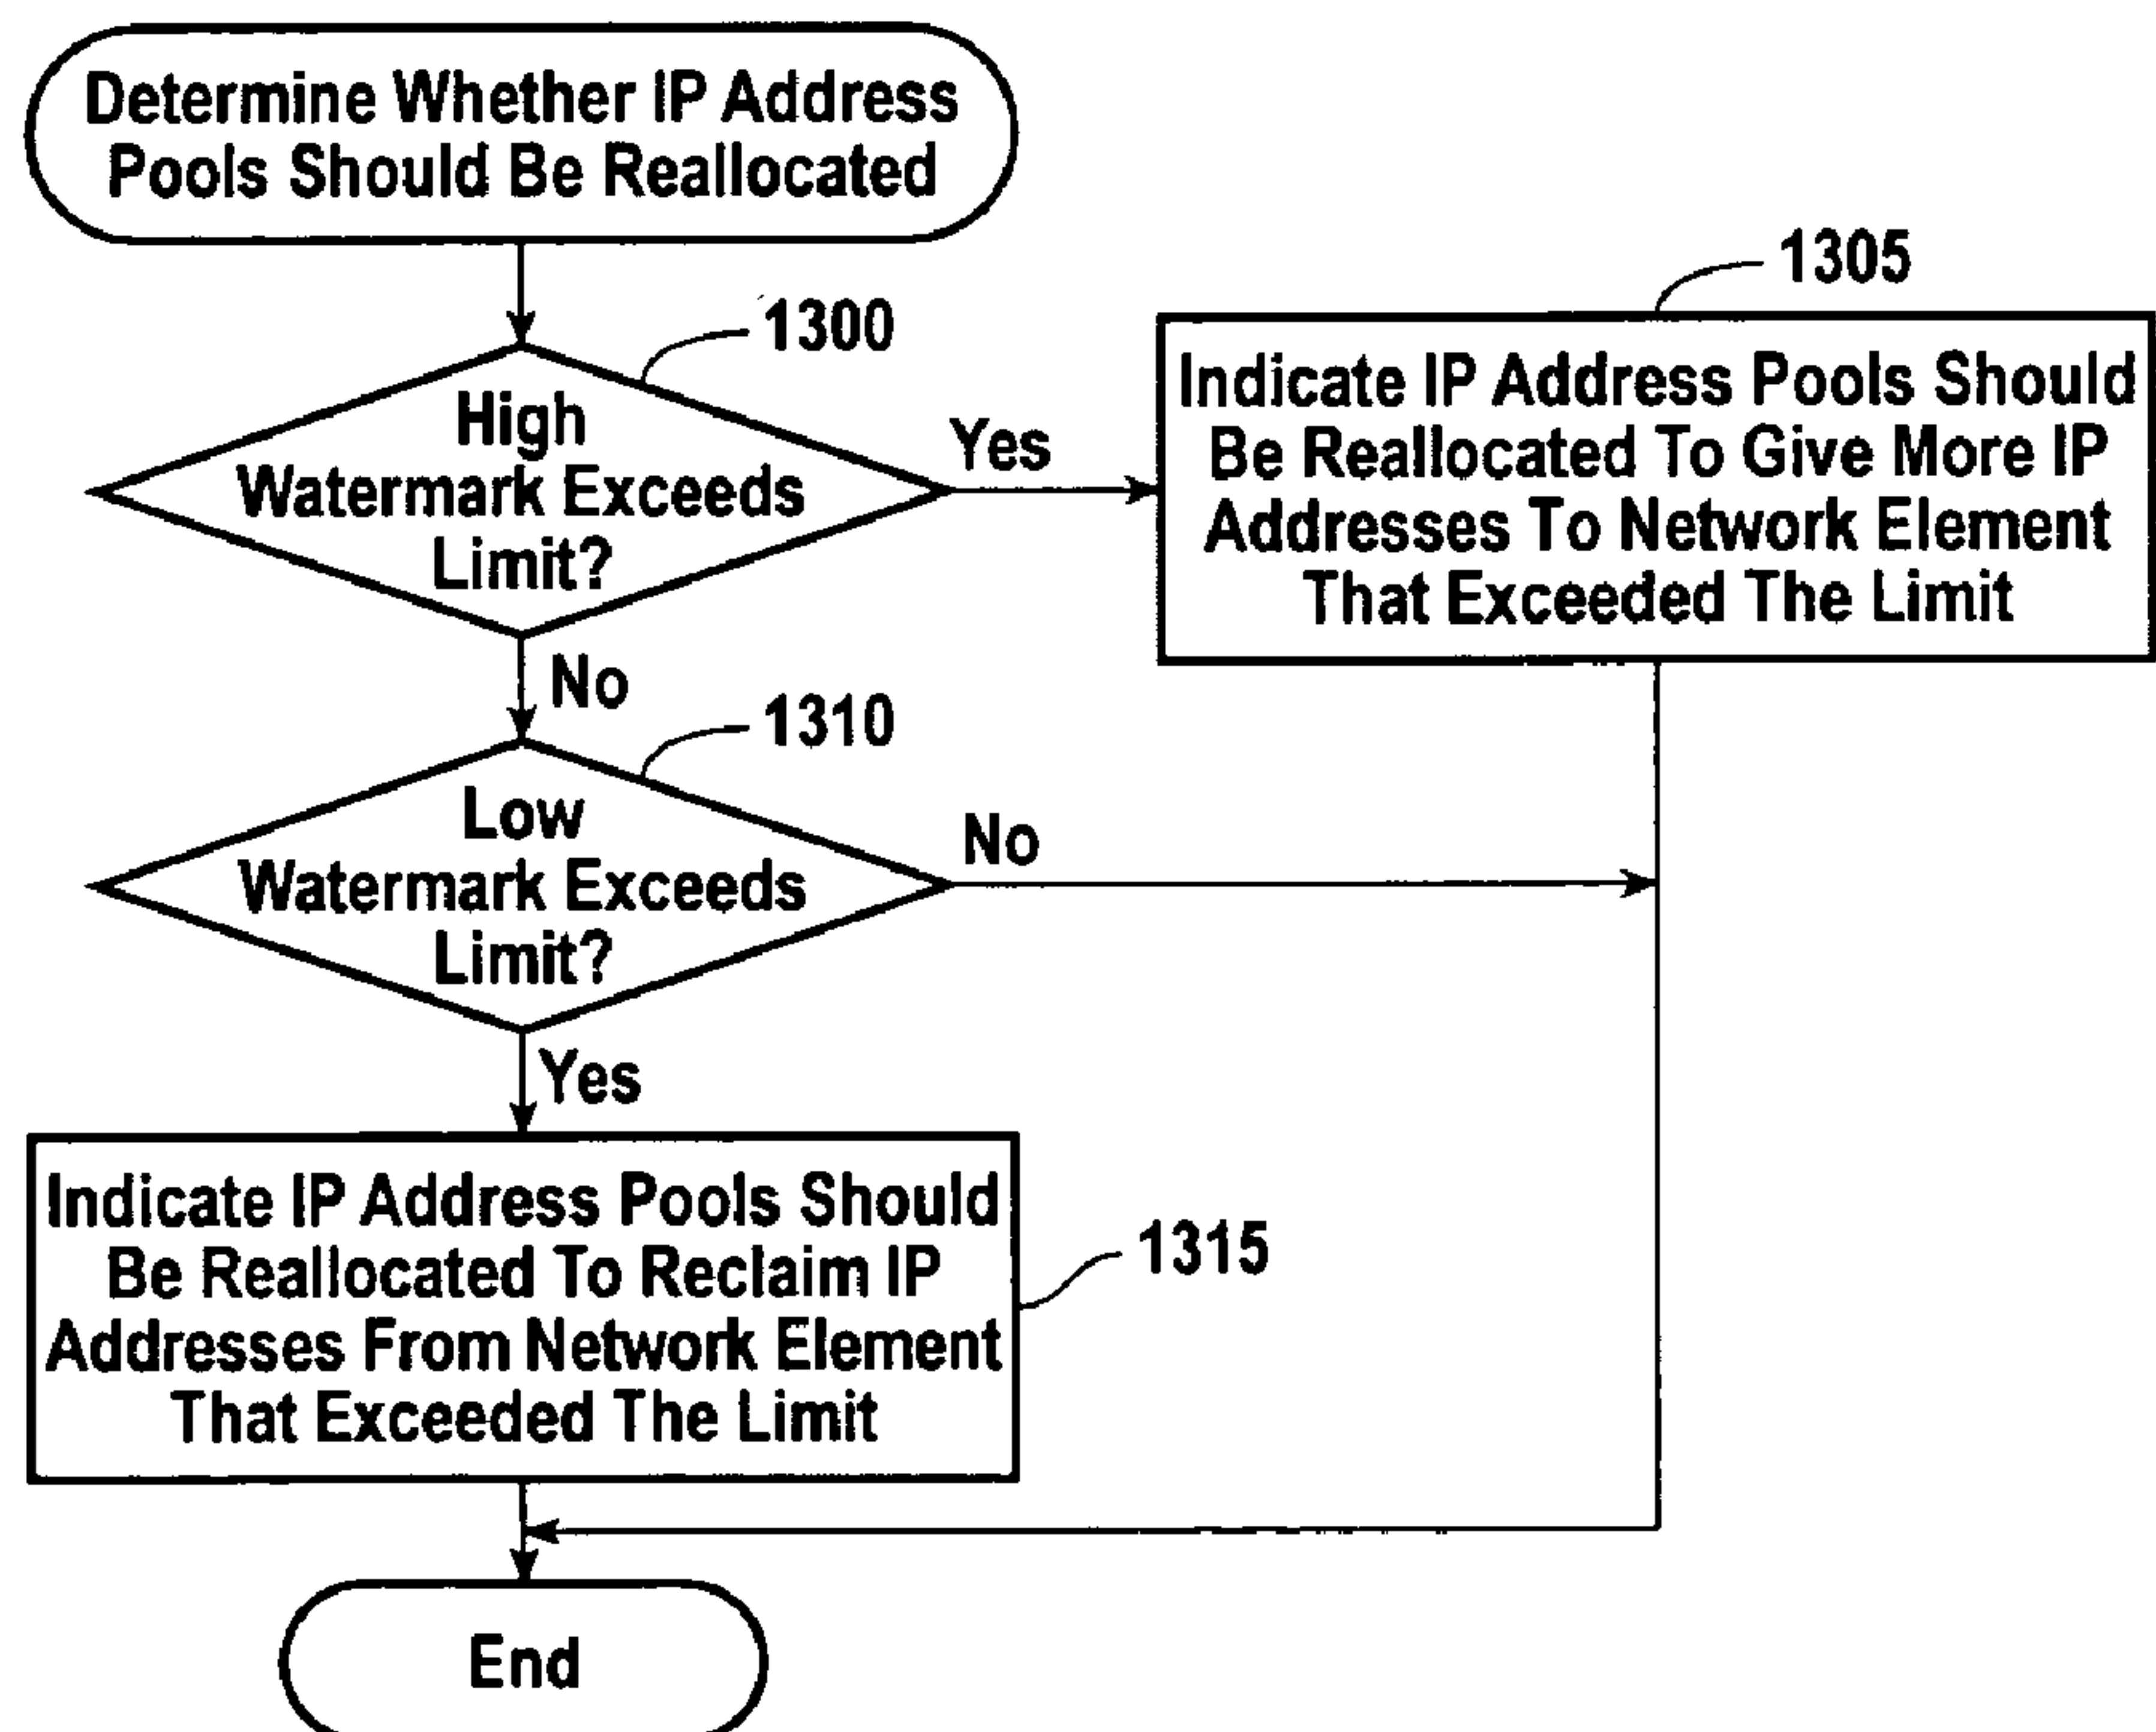 Determine Whether IP Address
Pools Should Be Reallocated
1300
High
Watermark Exceeds
Limit?
Yes
1305
Indicate IP Address Pools Should
Be Reallocated To Give More IP
Addresses To Network Element
That Exceeded The Limit
No
1310
Low
Watermark Exceeds
Limit?
No
Yes
Indicate IP Address Pools Should
Be Reallocated To Reclaim IP
Addresses From Network Element
That Exceeded The Limit
1315
End